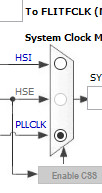 To FLITFCLK (
System Clock M
HSI
SY
HSE
PLLCLK
Enable CSS